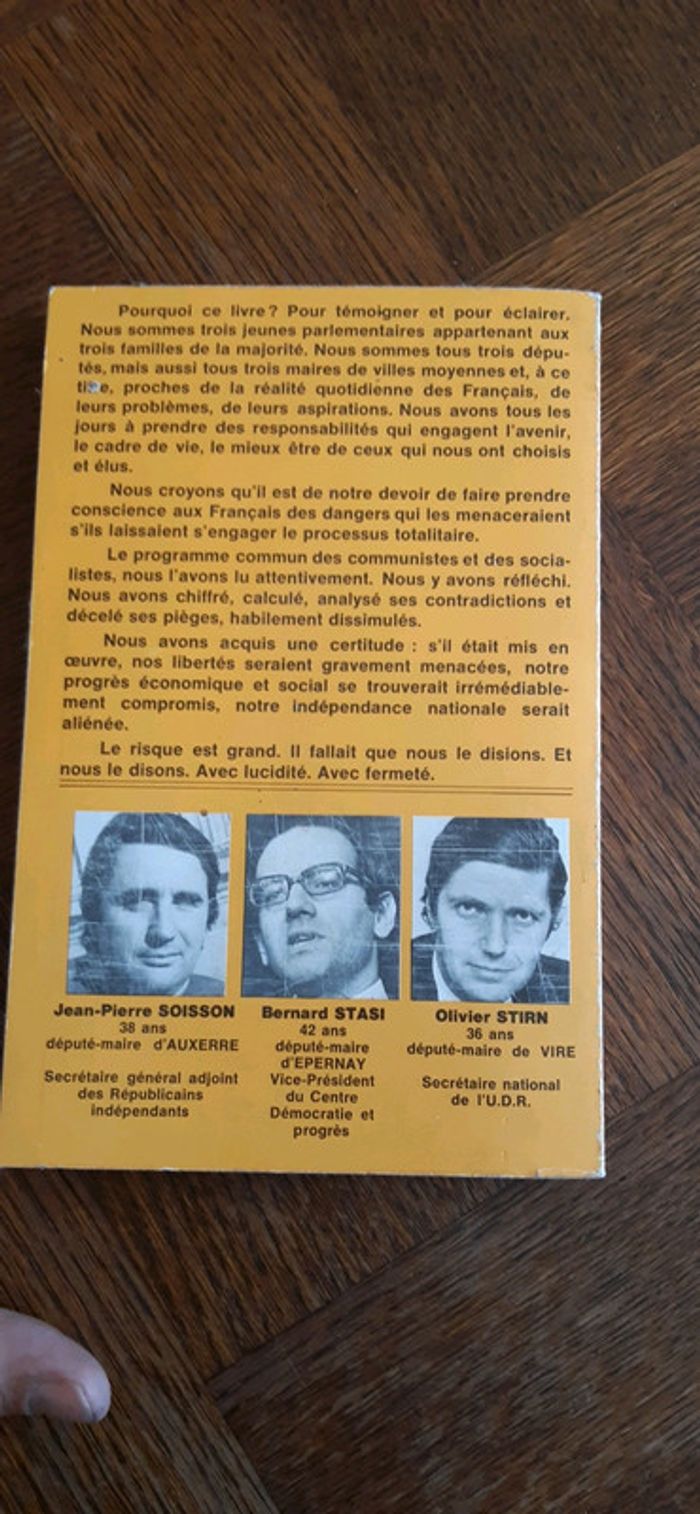 Pourquoi ce livre? Pour témoigner et pour éclairer.
Nous sommes trois jeunes parlementaires appartenant aux
trois familles de la majorité. Nous sommes tous trois dépu-
tés, mais aussi tous trois maires de villes moyennes et, à ce
proches de la réalité quotidienne des Français, de
leurs problèmes, de leurs aspirations. Nous avons tous les
jours à prendre des responsabilités qui engagent l'avenir,
le cadre de vie, le mieux être de ceux qui nous ont choisis
et élus.
Nous croyons qu'il est de notre devoir de faire prendre
conscience aux Français des dangers qui les menaceraient
s'ils laissaient s'engager le processus totalitaire.
Le programme commun des communistes et des socia-
listes, nous l'avons lu attentivement. Nous y avons réfléchi.
Nous avons chiffré, calculé, analysé ses contradictions et
décelé ses pièges, habilement dissimulés.
Nous avons acquis une certitude : s'il était mis en
œuvre, nos libertés seraient gravement menacées, notre
progrès économique et social se trouverait irrémédiable-
ment compromis, notre indépendance nationale serait
aliénée.
Le risque est grand. Il fallait que nous le disions. Et
nous le disons. Avec lucidité. Avec fermeté.
Jean-Pierre SOISSON
38 ans
député-maire d'AUXERRE
Secrétaire général adjoint
des Républicains
indépendants
Bernard STASI
42 ans
député-maire
d'EPERNAY
Vice-Président
du Centre
Démocratie et
progrès
Olivier STIRN
36 ans
député-maire de VIRE
Secrétaire national
de l'U.D.R.